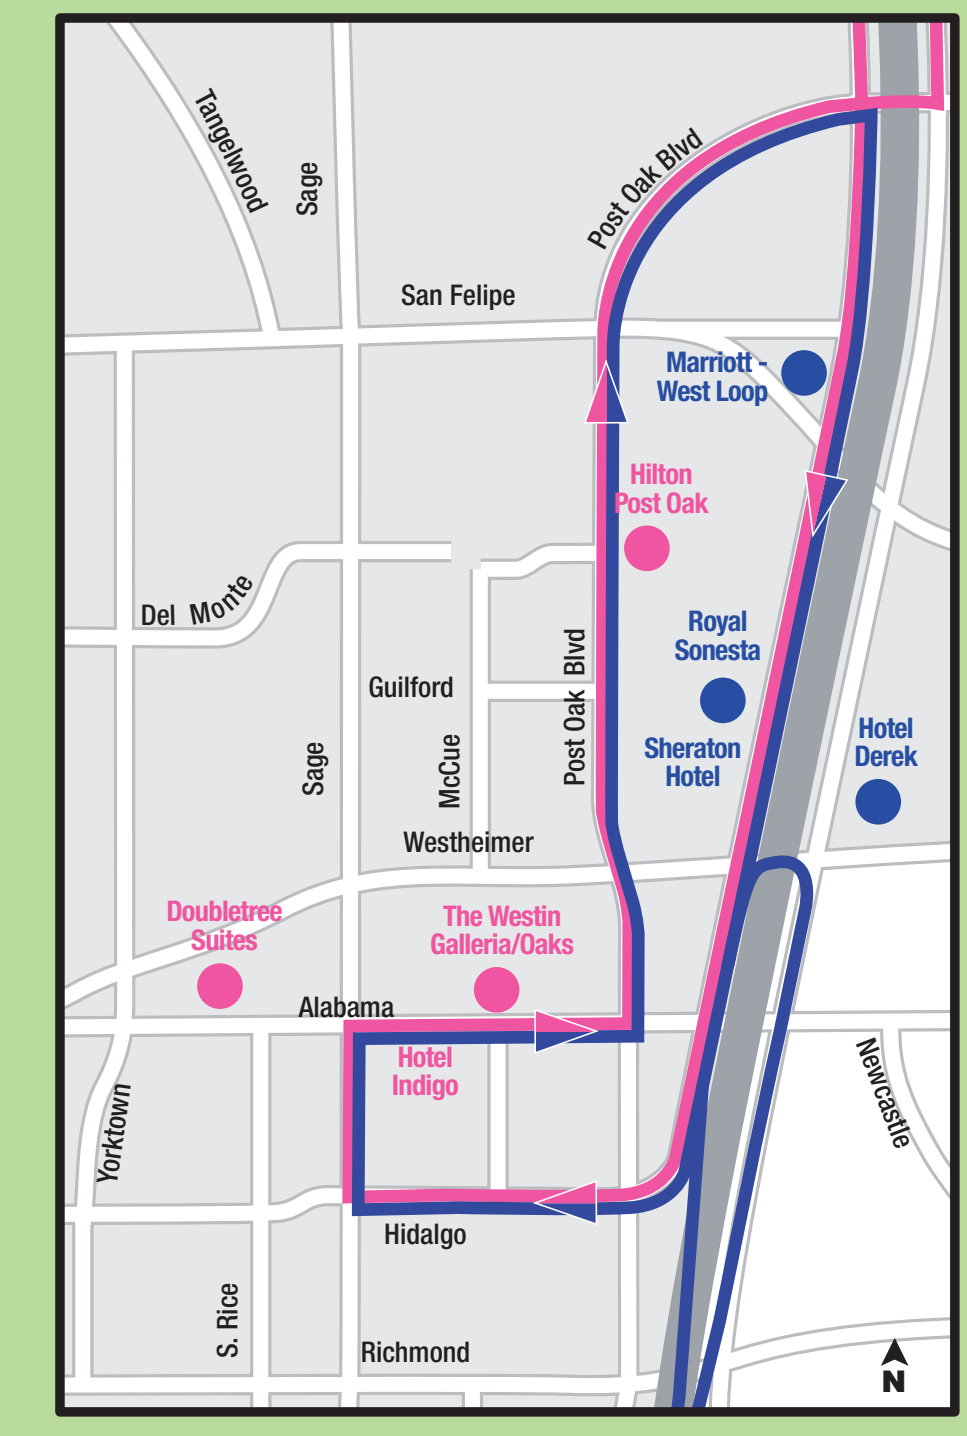 Tangelwood
Sage
Post Oak Blvd
San Felipe
Marriott -
West Loop
Hilton
Post Oak
Del Monte
Royal
Sonesta
Guilford
Post Oak Blvd
Sage
McCue
Sheraton
Hotel
Hotel
Derek
Westheimer
Doubletree
Suites
The Westin
Galleria/Oaks
Alabama
Hotel
Indigo
Yorktown
Newcastle
Hidalgo
S. Rice
Richmond
N